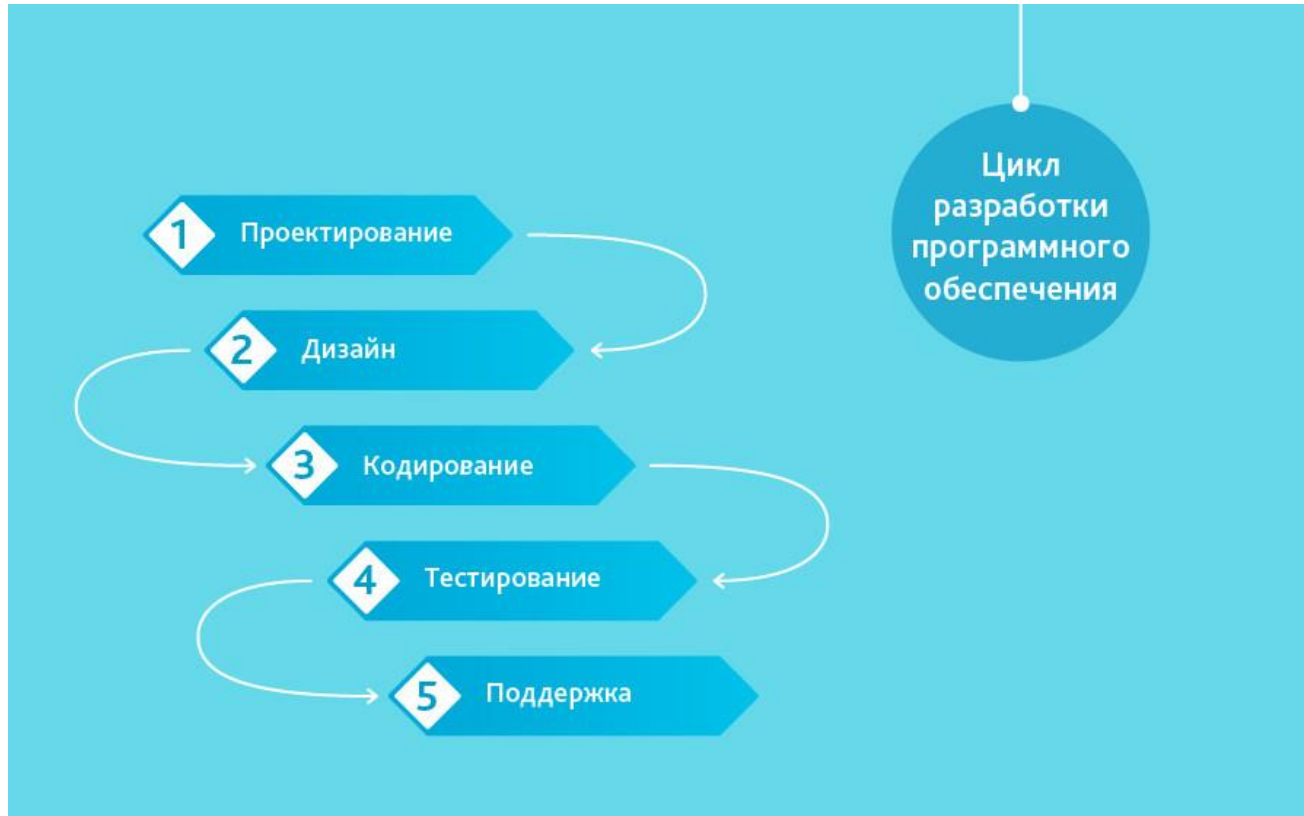 Цикл
разработки
программного
обеспечения
1 Проектирование
2 Дизайн
3 Кодирование
4 Тестирование
5 Поддержка